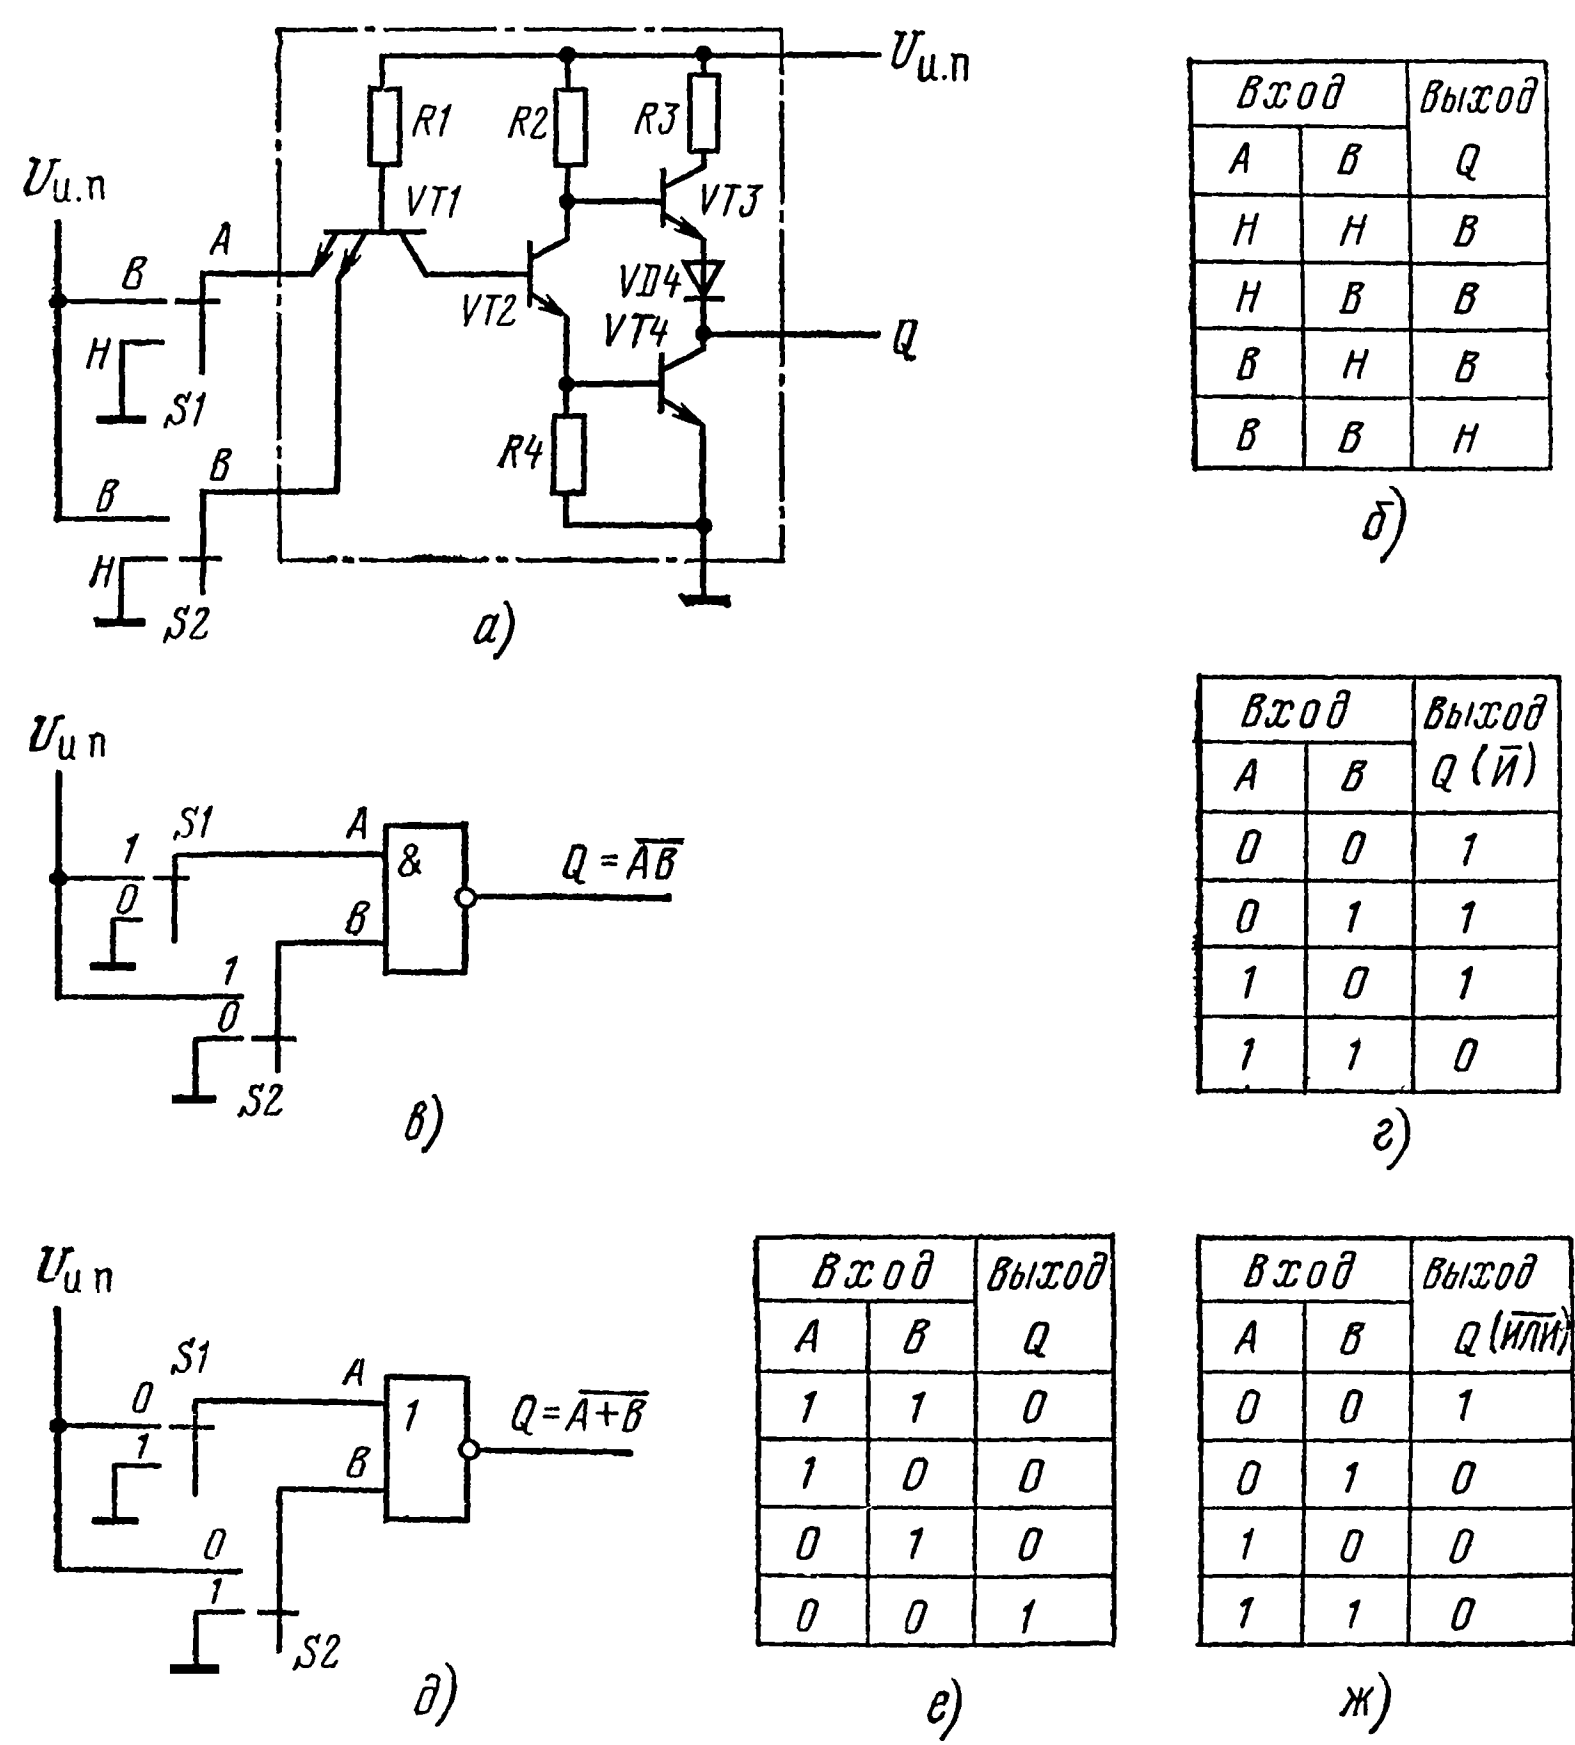 Uи.п
R1
R2
R3
Uи.п
VT1
VT3
A
В
VT2
VD4
VT4
Q
Н
S1
R4
B
В
Н
S2
а)
Вход Выход
A B Q
Н Н В
Н В В
В Н В
В В Н
б)
Uи п
S1
A
1
0
&
Q = A̅B̅
B
1
0
S2
в)
Вход Выход
A B Q (И̅)
0 0 1
0 1 1
1 0 1
1 1 0
г)
Uи п
S1
A
0
1
1
Q = A̅+̅B̅
B
0
1
S2
д)
Вход Выход
A B Q
1 1 0
1 0 0
0 1 0
0 0 1
е)
Вход Выход
A B Q (И̅Л̅И̅)
0 0 1
0 1 0
1 0 0
1 1 0
ж)